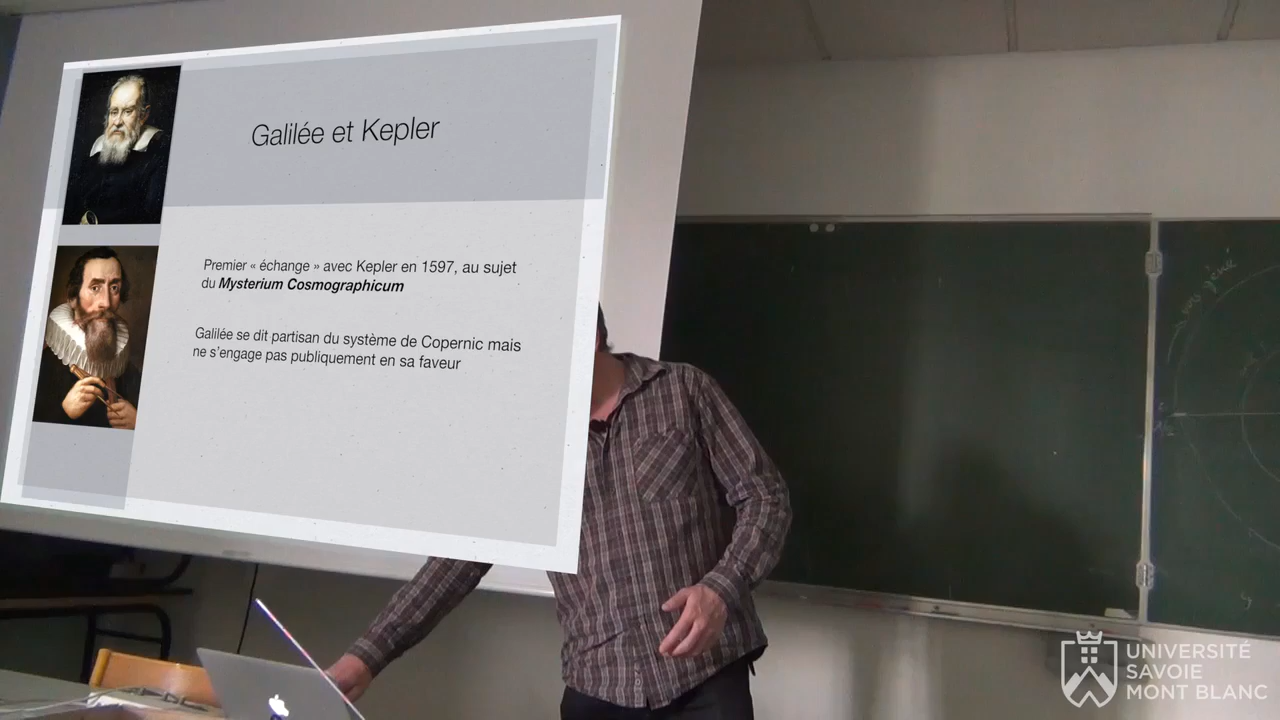 Galilée et Kepler
Premier « échange » avec Kepler en 1597, au sujet
du Mysterium Cosmographicum
Galilée se dit partisan du système de Copernic mais
ne s'engage pas publiquement en sa faveur
UNIVERSITÉ
SAVOIE
MONT BLANC